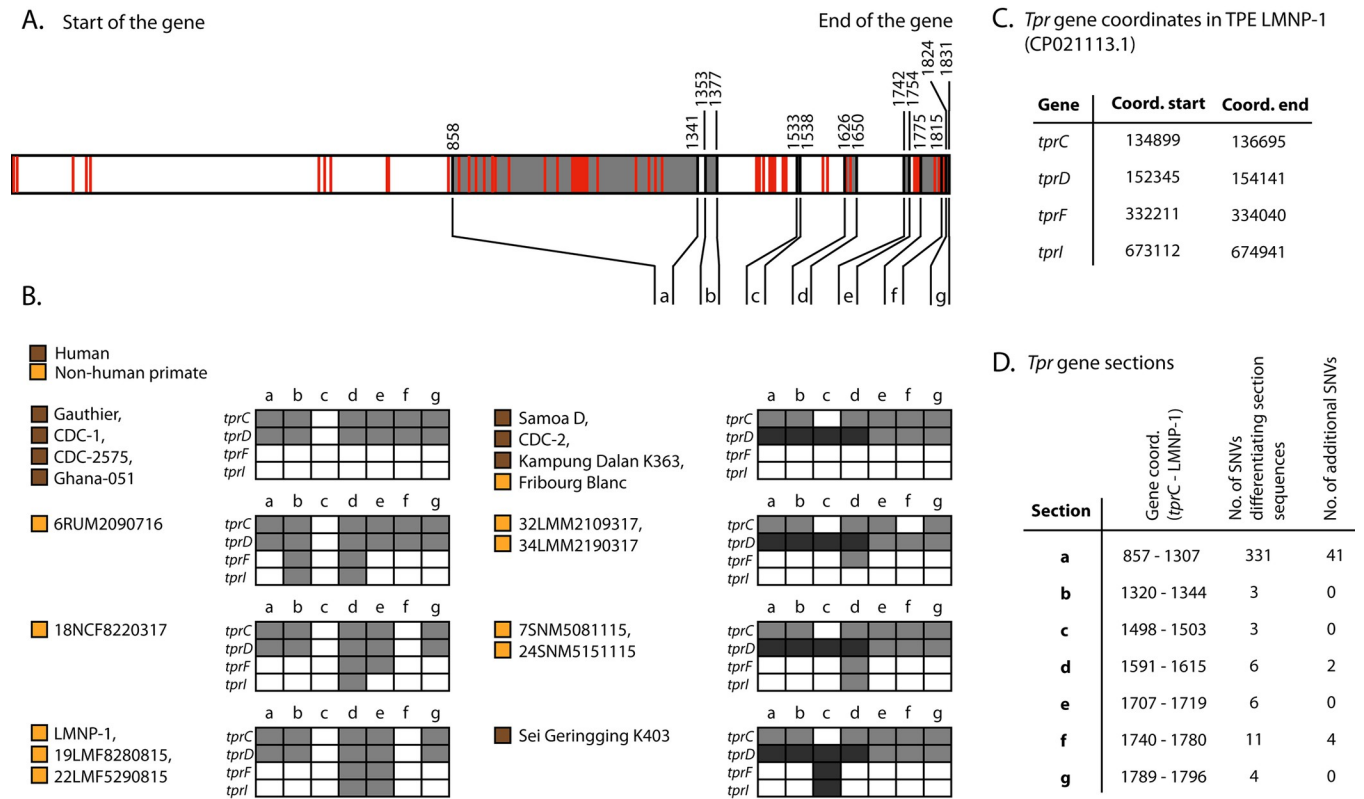 A. Start of the gene
End of the gene
858
1341
1353
1377
1533
1538
1626
1650
1742
1754
1775
1815
1824
1831
a b c d e f g
B.
Human
Non-human primate
Gauthier,
CDC-1,
CDC-2575,
Ghana-051
a b c d e f g
tprC
tprD
tprF
tprI
6RUM2090716
a b c d e f g
tprC
tprD
tprF
tprI
18NCF8220317
a b c d e f g
tprC
tprD
tprF
tprI
LMNP-1,
19LMF8280815,
22LMF5290815
a b c d e f g
tprC
tprD
tprF
tprI
Samoa D,
CDC-2,
Kampung Dalan K363,
Fribourg Blanc
a b c d e f g
tprC
tprD
tprF
tprI
32LMM2109317,
34LMM2190317
a b c d e f g
tprC
tprD
tprF
tprI
7SNM5081115,
24SNM5151115
a b c d e f g
tprC
tprD
tprF
tprI
Sei Geringging K403
a b c d e f g
tprC
tprD
tprF
tprI
C. Tpr gene coordinates in TPE LMNP-1
(CP021113.1)
Gene Coord. start Coord. end
tprC 134899 136695
tprD 152345 154141
tprF 332211 334040
tprI 673112 674941
D. Tpr gene sections
Section
Gene coord.
(tprC - LMNP-1)
No. of SNVs
differentiating section
sequences
No. of additional SNVs
a 857 - 1307 331 41
b 1320 - 1344 3 0
c 1498 - 1503 3 0
d 1591 - 1615 6 2
e 1707 - 1719 6 0
f 1740 - 1780 11 4
g 1789 - 1796 4 0